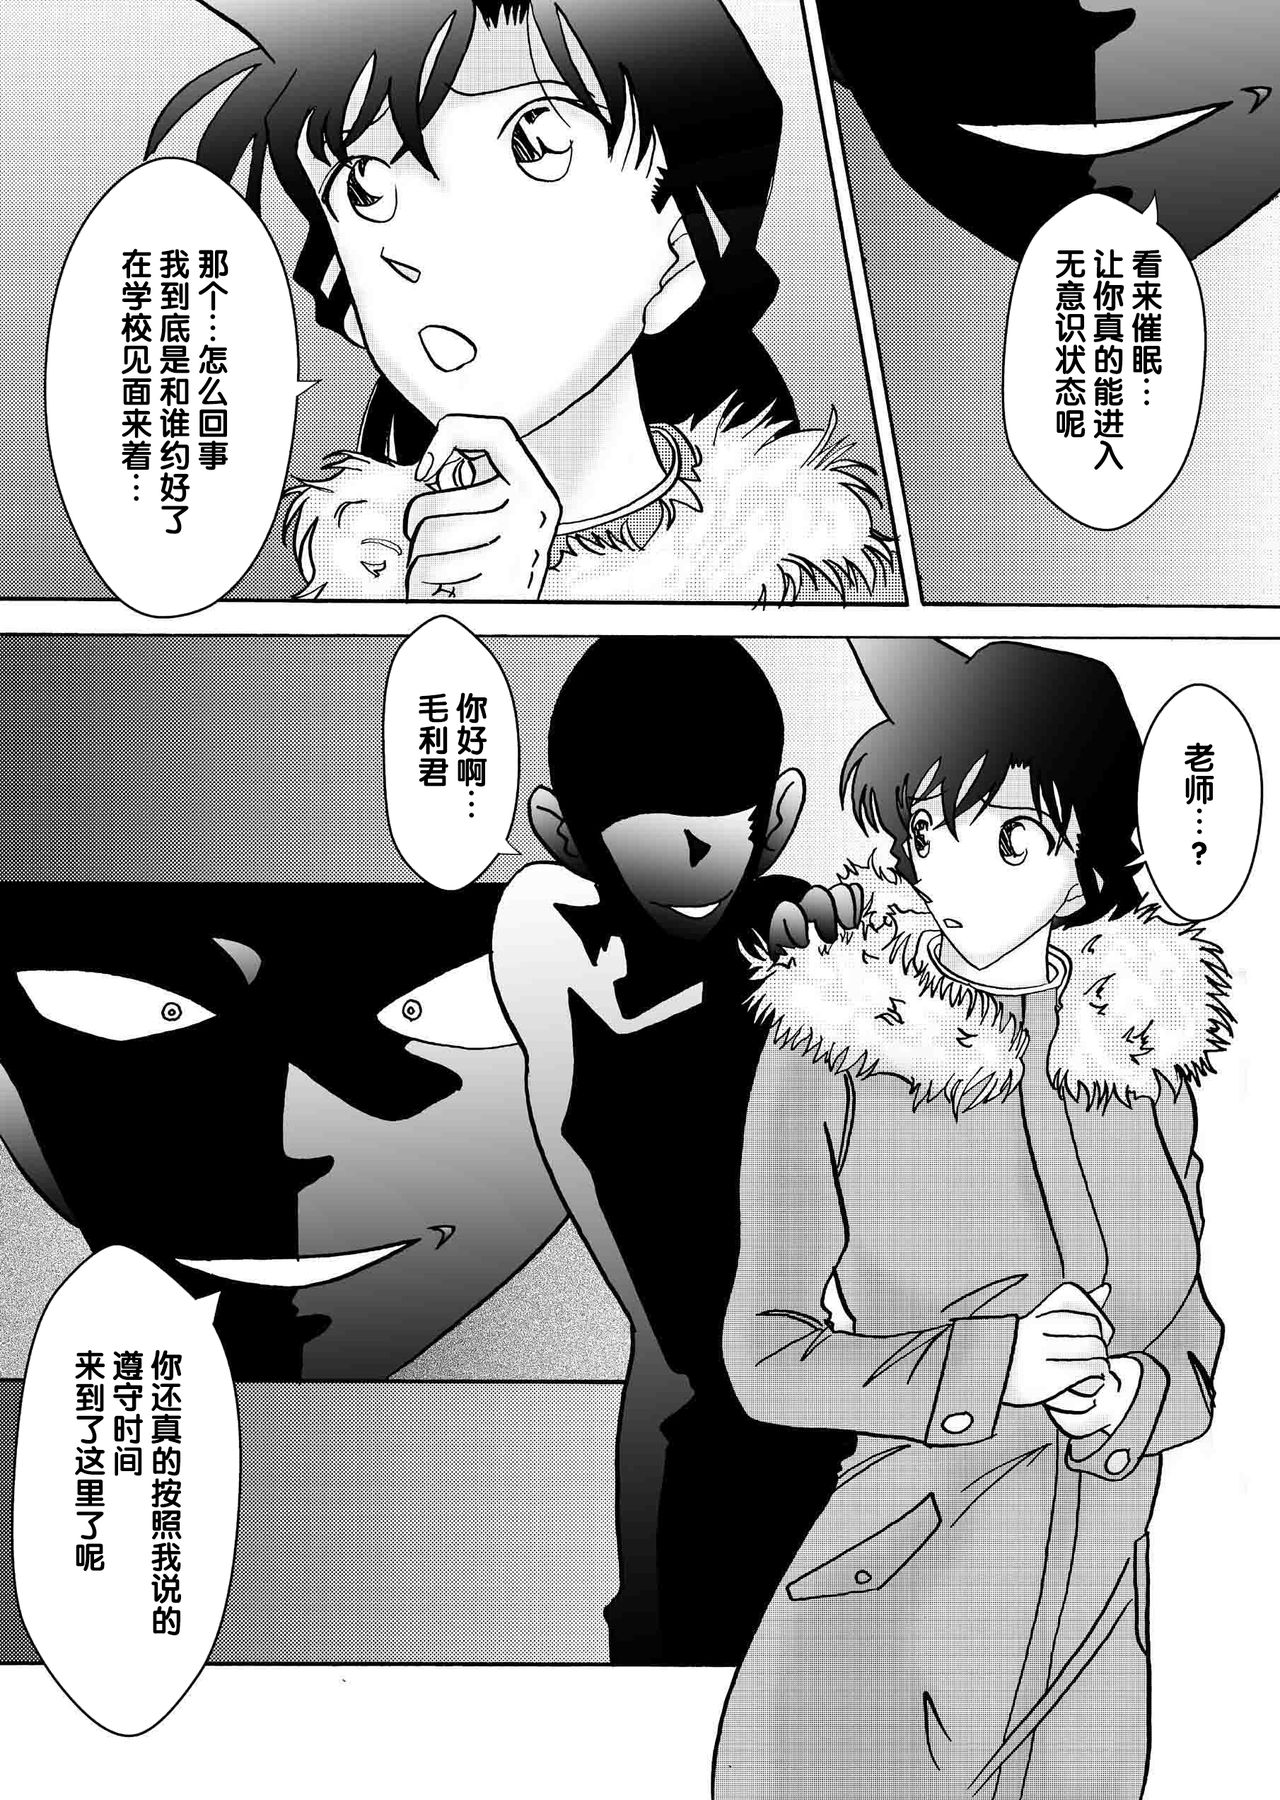 看来催眠…
让你真的能进入
无意识状态呢
那个…怎么回事
我到底是和谁约好了
在学校见面来着…
老师…?
你好啊…
毛利君
你还真的按照我说的
遵守时间
来到了这里了呢